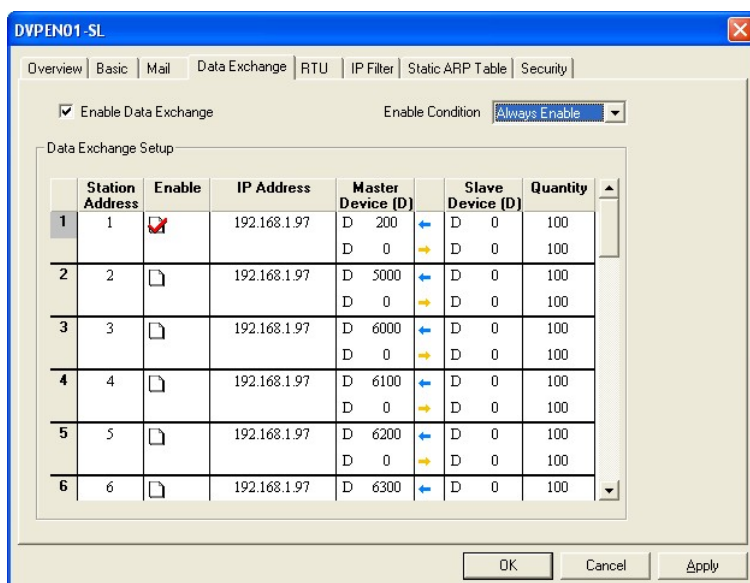 DVPEN01-SL
Overview Basic Mail Data Exchange RTU IP Filter Static ARP Table Security
Enable Data Exchange Enable Condition Always Enable
Data Exchange Setup
Station Address Enable IP Address Master Device (D) Slave Device (D) Quantity
1 1 192.168.1.97 D 200 D 0 100
D 0 D 0 100
2 2 192.168.1.97 D 5000 D 0 100
D 0 D 0 100
3 3 192.168.1.97 D 6000 D 0 100
D 0 D 0 100
4 4 192.168.1.97 D 6100 D 0 100
D 0 D 0 100
5 5 192.168.1.97 D 6200 D 0 100
D 0 D 0 100
6 6 192.168.1.97 D 6300 D 0 100
OK Cancel Apply